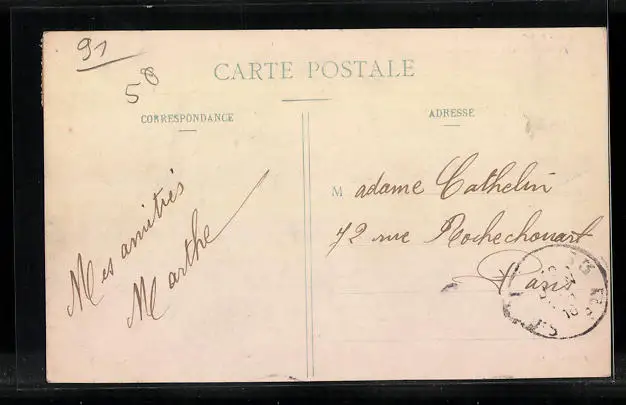 91
58
CARTE POSTALE
CORRESPONDANCE
ADRESSE
Mes amitiés
Marthe
Madame Cathelin
72 rue Rochechouart
Paris